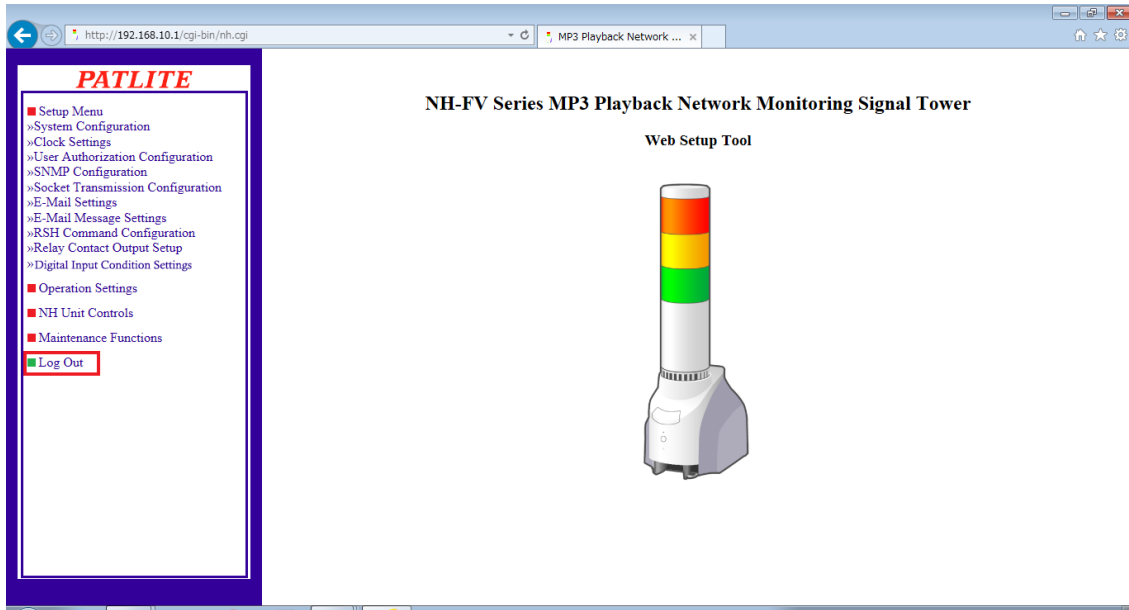 http://192.168.10.1/cgi-bin/nh.cgi
MP3 Playback Network ...
PATLITE
Setup Menu
»System Configuration
»Clock Settings
»User Authorization Configuration
»SNMP Configuration
»Socket Transmission Configuration
»E-Mail Settings
»E-Mail Message Settings
»RSH Command Configuration
»Relay Contact Output Setup
»Digital Input Condition Settings
Operation Settings
NH Unit Controls
Maintenance Functions
Log Out
NH-FV Series MP3 Playback Network Monitoring Signal Tower
Web Setup Tool